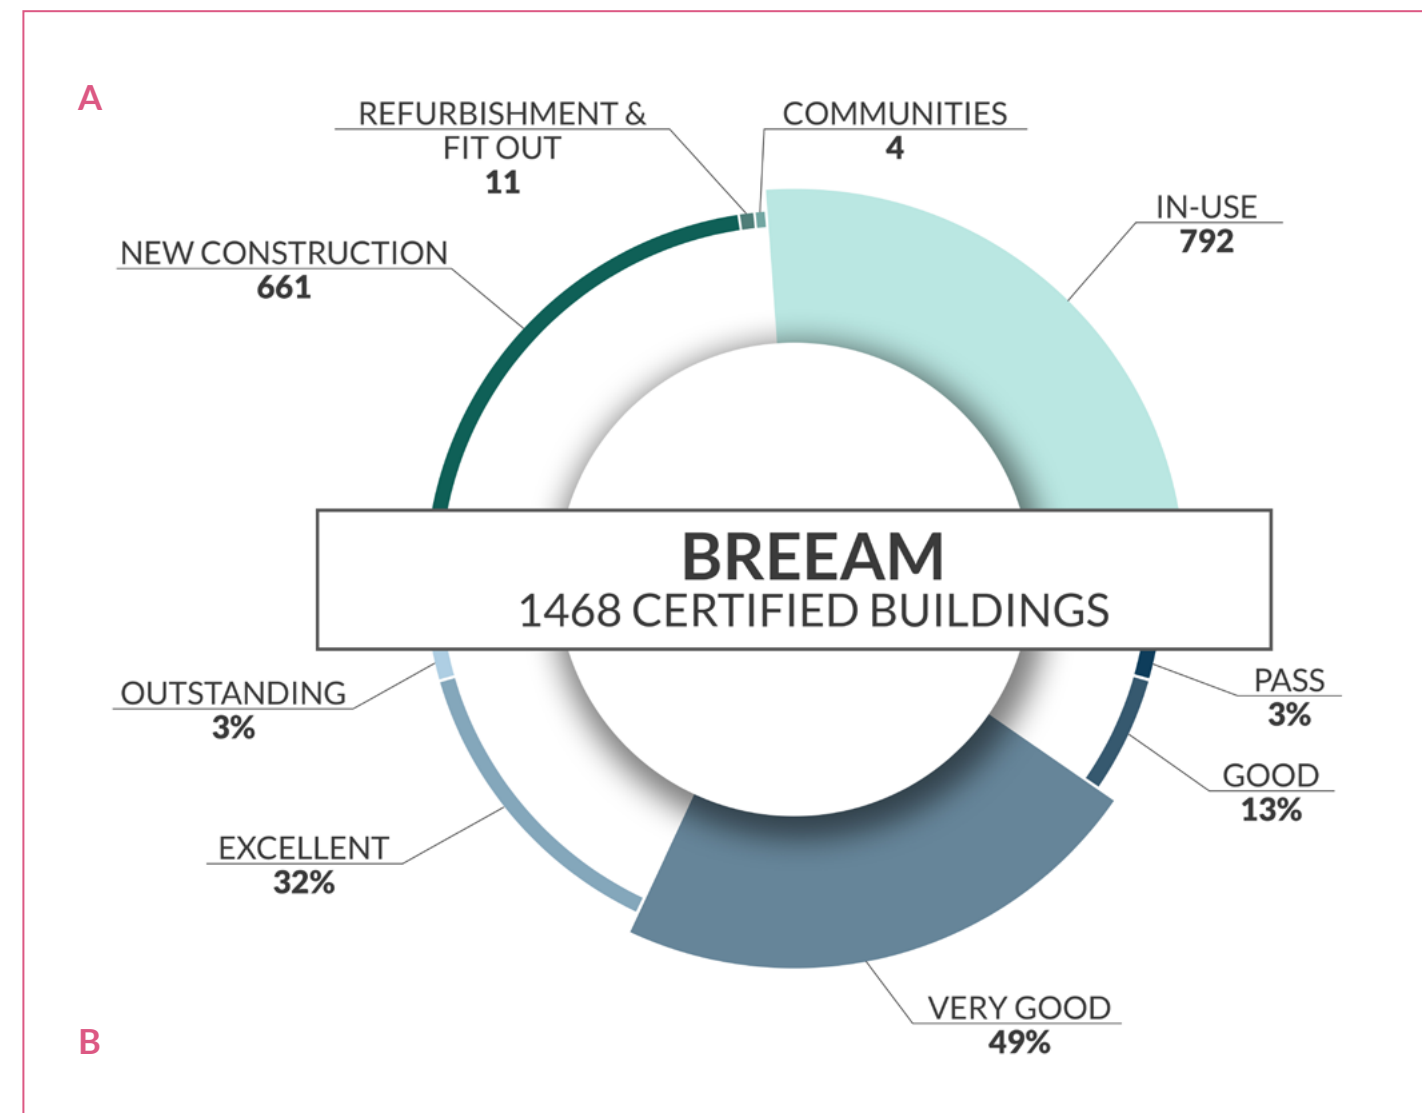 A
REFURBISHMENT &
FIT OUT
11
COMMUNITIES
4
IN-USE
792
NEW CONSTRUCTION
661
BREEAM
1468 CERTIFIED BUILDINGS
OUTSTANDING
3%
PASS
3%
GOOD
13%
EXCELLENT
32%
VERY GOOD
49%
B